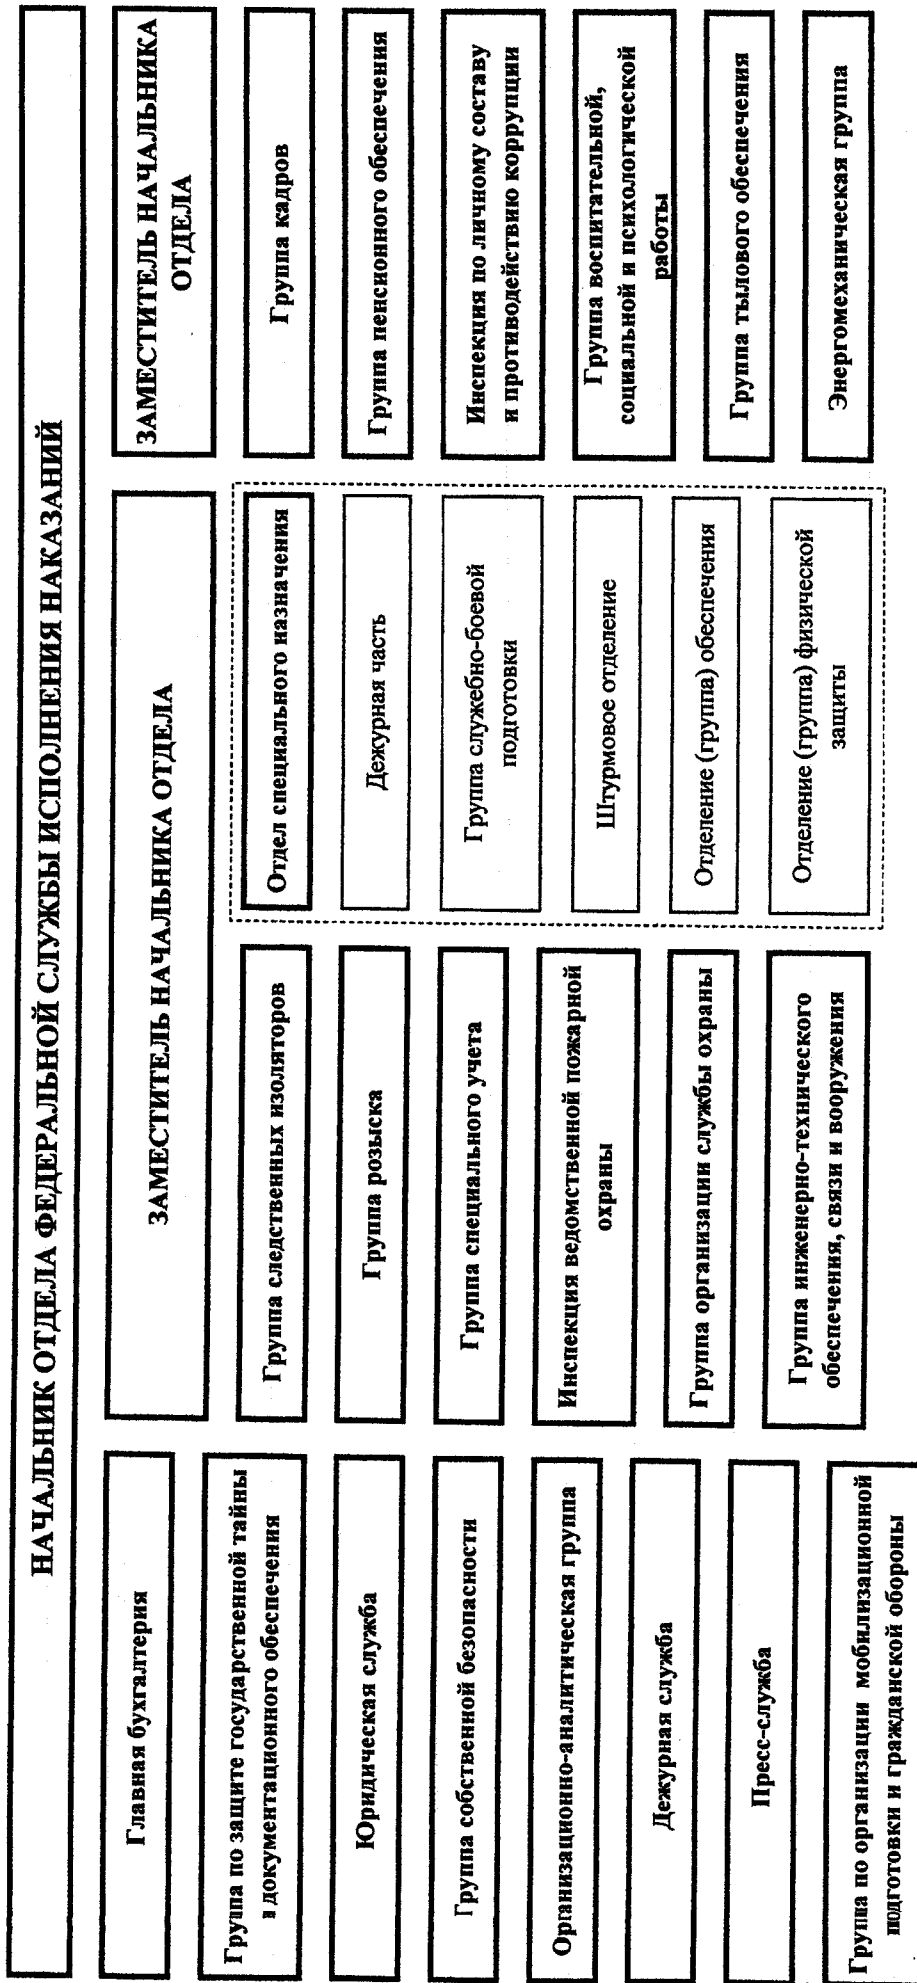 НАЧАЛЬНИК ОТДЕЛА ФЕДЕРАЛЬНОЙ СЛУЖБЫ ИСПОЛНЕНИЯ НАКАЗАНИЙ
Главная бухгалтерия
Группа по защите государственной тайны
и документационного обеспечения
Юридическая служба
Группа собственной безопасности
Организационно-аналитическая группа
Дежурная служба
Пресс-служба
Группа по организации мобилизационной
подготовки и гражданской обороны
ЗАМЕСТИТЕЛЬ НАЧАЛЬНИКА ОТДЕЛА
Группа следственных изоляторов
Группа розыска
Группа специального учета
Инспекция ведомственной пожарной
охраны
Группа организации службы охраны
Группа инженерно-технического
обеспечения, связи и вооружения
Отдел специального назначения
Дежурная часть
Группа служебно-боевой
подготовки
Штурмовое отделение
Отделение (группа) обеспечения
Отделение (группа) физической
защиты
ЗАМЕСТИТЕЛЬ НАЧАЛЬНИКА
ОТДЕЛА
Группа кадров
Группа пенсионного обеспечения
Инспекция по личному составу
и противодействию коррупции
Группа воспитательной,
социальной и психологической
работы
Группа тылового обеспечения
Энергомеханическая группа